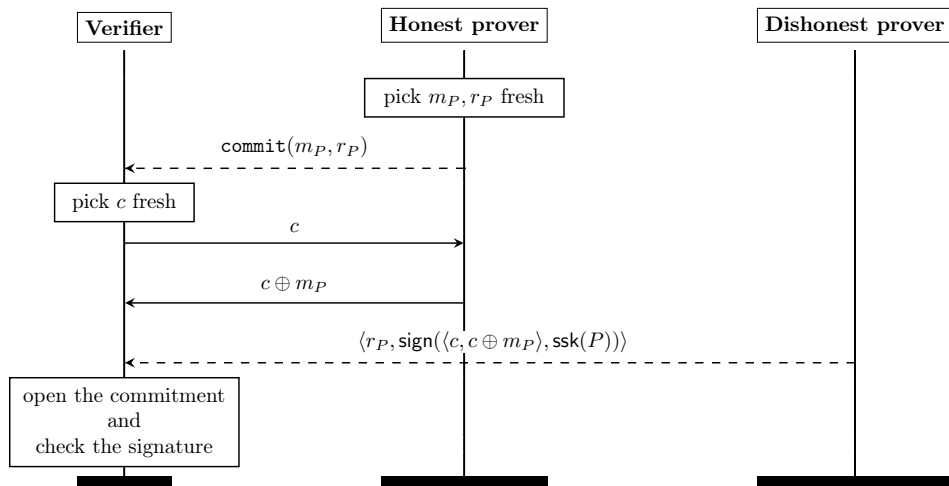 Verifier
Honest prover
Dishonest prover
pick m_P, r_P fresh
commit(m_P, r_P)
pick c fresh
c
c ⊕ m_P
⟨r_P, sign(⟨c, c ⊕ m_P⟩, ssk(P))⟩
open the commitment
and
check the signature